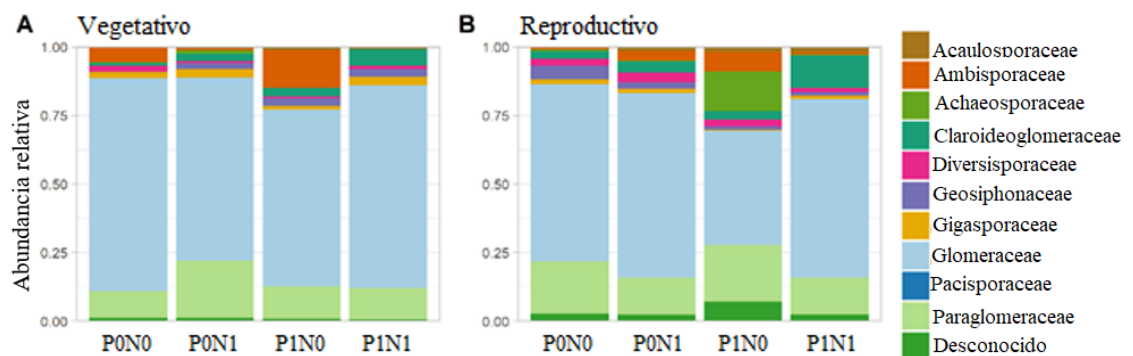 A Vegetativo
B Reproductivo
Abundancia relativa
1.00
0.75
0.50
0.25
0.00
P0N0 P0N1 P1N0 P1N1
1.00
0.75
0.50
0.25
0.00
P0N0 P0N1 P1N0 P1N1
Acaulosporaceae
Ambisporaceae
Achaeosporaceae
Claroideoglomeraceae
Diversisporaceae
Geosiphonaceae
Gigasporaceae
Glomeraceae
Pacisporaceae
Paraglomeraceae
Desconocido